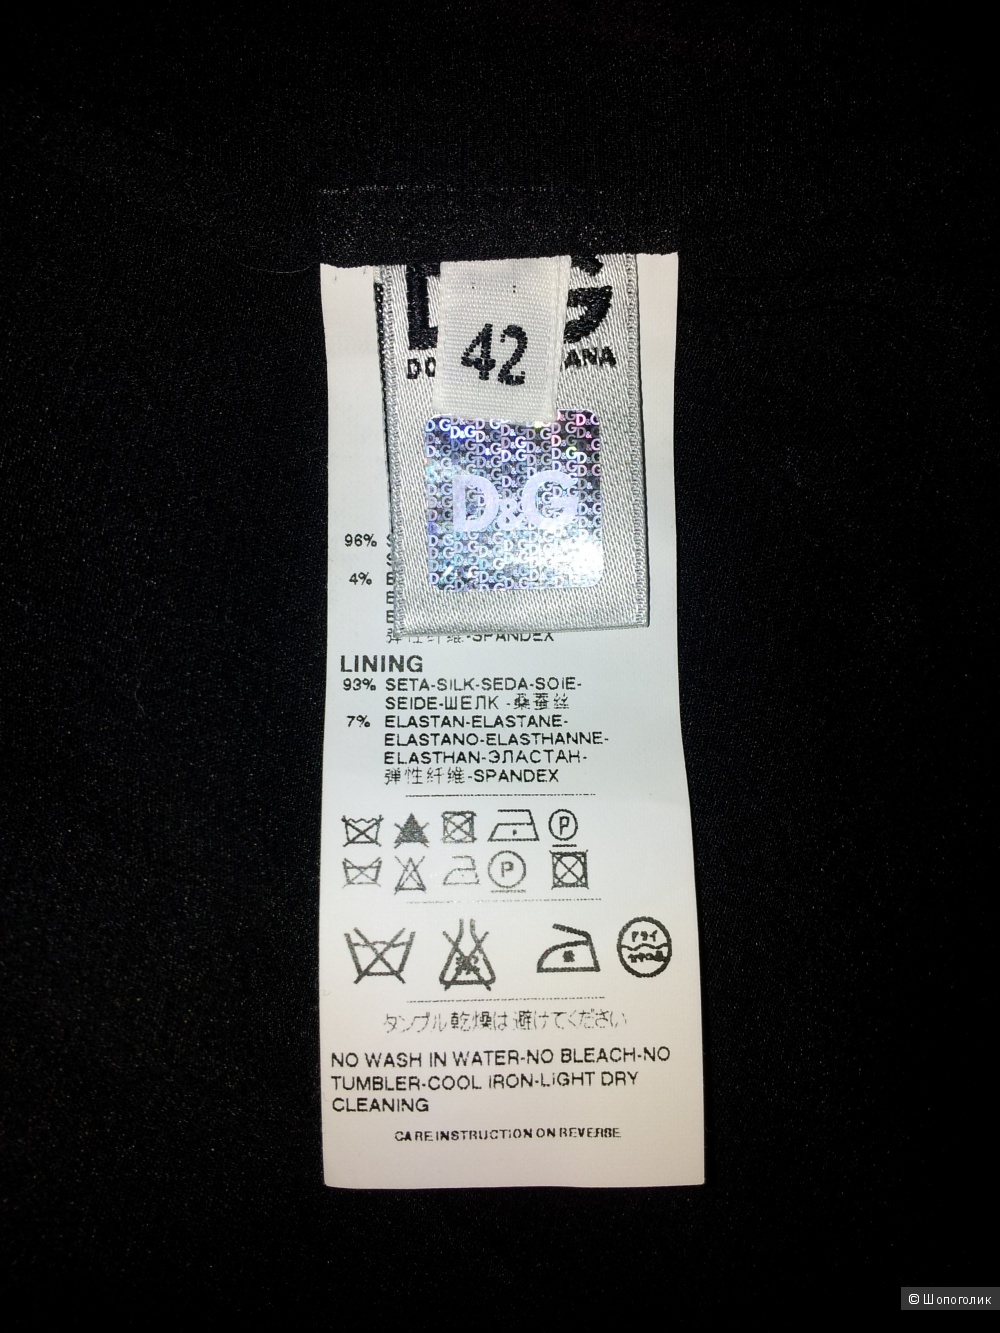 42
D&G
96%
4%
弹性纤维-SPANDEX
LINING
93% SETA-SILK-SEDA-SOIE-
SEIDE-ШЕЛК -桑蚕丝
7% ELASTAN-ELASTANE-
ELASTANO-ELASTHANNE-
ELASTHAN-ЭЛАСТАН-
弹性纤维-SPANDEX
P
P
ドライ
タンブル乾燥は避けてください
NO WASH IN WATER-NO BLEACH-NO
TUMBLER-COOL IRON-LIGHT DRY
CLEANING
CARE INSTRUCTION ON REVERSE
© Шопоголик